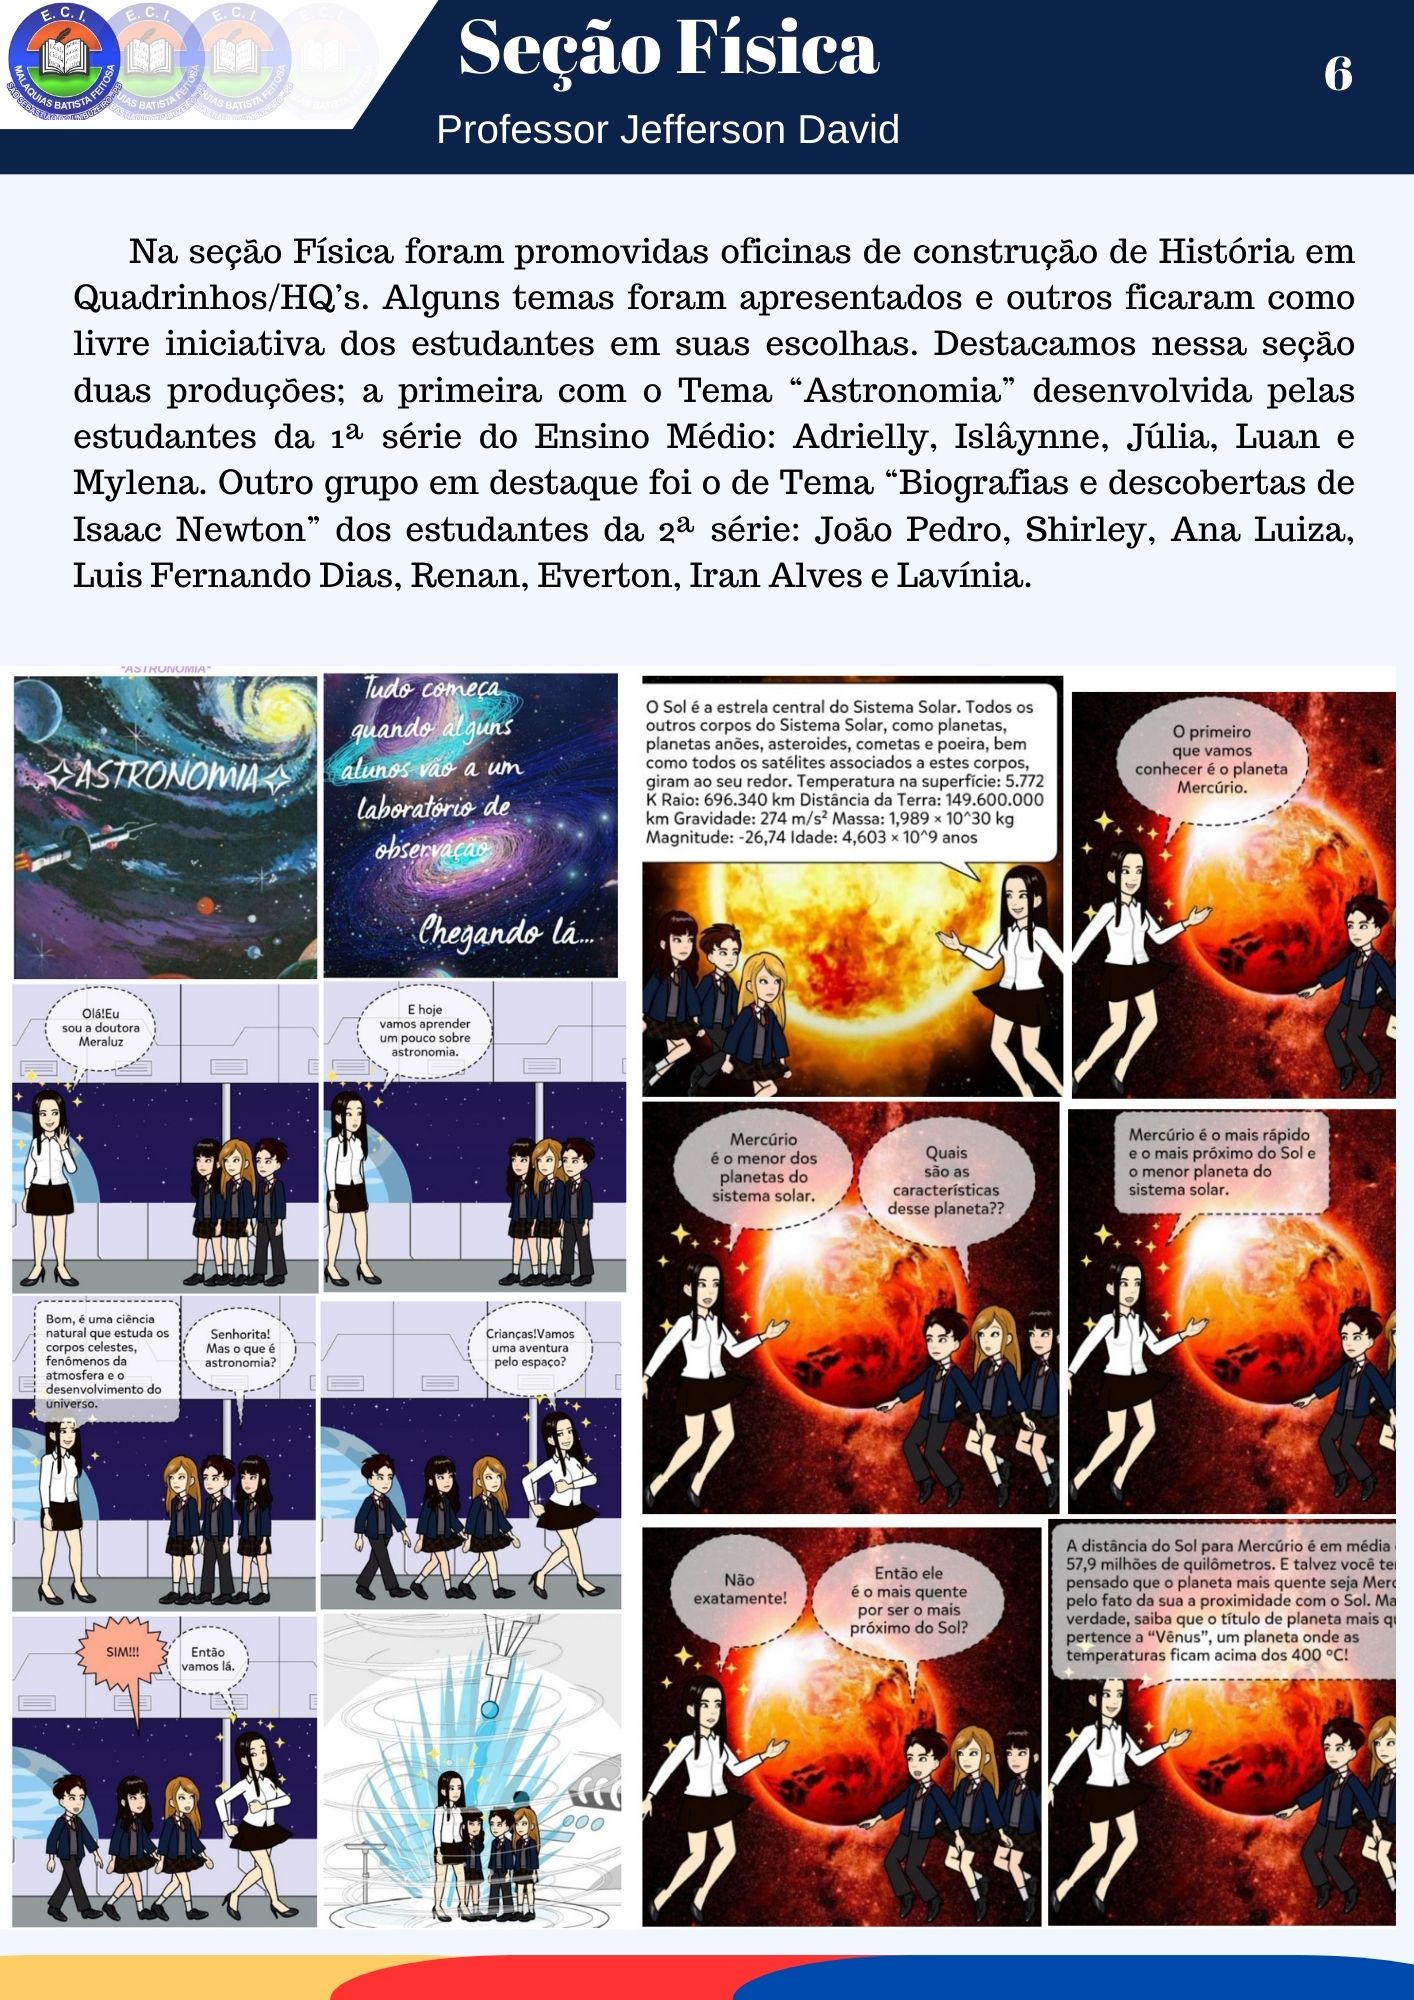 E. C. I.
MALAQUIAS BATISTA FEITOSA
Seção Física
6
Professor Jefferson David
Na seção Física foram promovidas oficinas de construção de História em
Quadrinhos/HQ’s. Alguns temas foram apresentados e outros ficaram como
livre iniciativa dos estudantes em suas escolhas. Destacamos nessa seção
duas produções; a primeira com o Tema “Astronomia” desenvolvida pelas
estudantes da 1ª série do Ensino Médio: Adrielly, Islâynne, Júlia, Luan e
Mylena. Outro grupo em destaque foi o de Tema “Biografias e descobertas de
Isaac Newton” dos estudantes da 2ª série: João Pedro, Shirley, Ana Luiza,
Luis Fernando Dias, Renan, Everton, Iran Alves e Lavínia.
*ASTRONOMIA*
ASTRONOMIA
Tudo começa
quando alguns
alunos vão a um
laboratório de
observação
Chegando lá...
Olá!Eu
sou a doutora
Meraluz
E hoje
vamos aprender
um pouco sobre
astronomia.
Bom, é uma ciência
natural que estuda os
corpos celestes,
fenômenos da
atmosfera e o
desenvolvimento do
universo.
Senhorita!
Mas o que é
astronomia?
Crianças!Vamos
uma aventura
pelo espaço?
SIM!!!
Então
vamos lá.
O Sol é a estrela central do Sistema Solar. Todos os
outros corpos do Sistema Solar, como planetas,
planetas anões, asteroides, cometas e poeira, bem
como todos os satélites associados a estes corpos,
giram ao seu redor. Temperatura na superfície: 5.772
K Raio: 696.340 km Distância da Terra: 149.600.000
km Gravidade: 274 m/s² Massa: 1,989 × 10^30 kg
Magnitude: -26,74 Idade: 4,603 × 10^9 anos
O primeiro
que vamos
conhecer é o planeta
Mercúrio.
Mercúrio
é o menor dos
planetas do
sistema solar.
Quais
são as
características
desse planeta??
Mercúrio é o mais rápido
e o mais próximo do Sol e
o menor planeta do
sistema solar.
Não
exatamente!
Então ele
é o mais quente
por ser o mais
próximo do Sol?
A distância do Sol para Mercúrio é em média
57,9 milhões de quilômetros. E talvez você te
pensado que o planeta mais quente seja Merc
pelo fato da sua a proximidade com o Sol. Ma
verdade, saiba que o título de planeta mais qu
pertence a “Vênus”, um planeta onde as
temperaturas ficam acima dos 400 ºC!